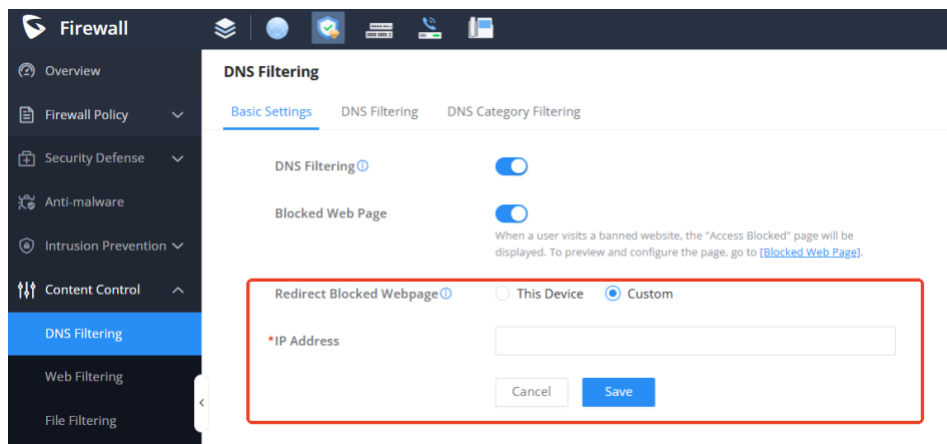 Firewall
Overview
Firewall Policy
Security Defense
Anti-malware
Intrusion Prevention
Content Control
DNS Filtering
Web Filtering
File Filtering
DNS Filtering
Basic Settings DNS Filtering DNS Category Filtering
DNS Filtering
Blocked Web Page
When a user visits a banned website, the "Access Blocked" page will be
displayed. To preview and configure the page, go to [Blocked Web Page].
Redirect Blocked Webpage This Device Custom
*IP Address
Cancel Save